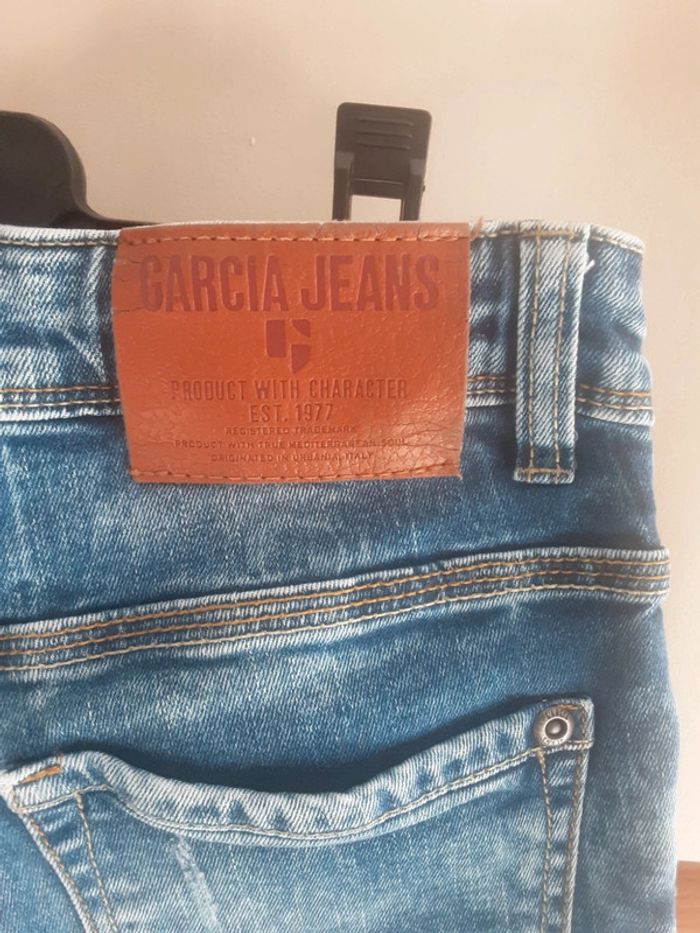 GARCIA JEANS
PRODUCT WITH CHARACTER
EST. 1977
REGISTERED TRADEMARK
PRODUCT WITH TRUE MEDITERRANEAN SOUL
ORIGINATED IN URBANIA, ITALY